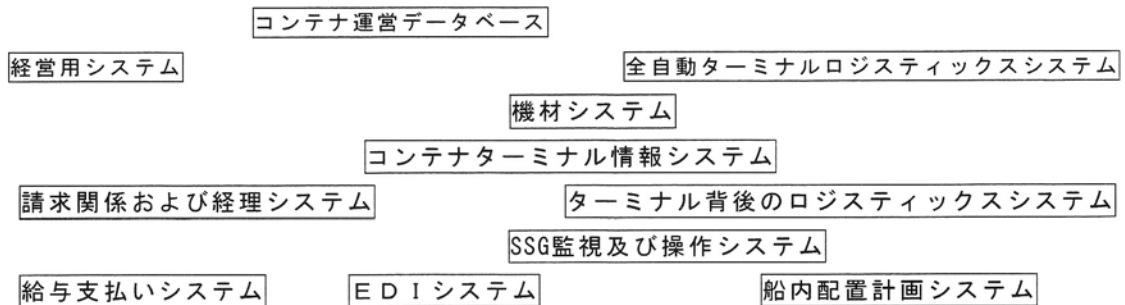 コンテナ運営データベース
経営用システム 全自動ターミナルロジスティックスシステム
機材システム
コンテナターミナル情報システム
請求関係および経理システム ターミナル背後のロジスティックスシステム
SSG監視及び操作システム
給与支払いシステム EDIシステム 船内配置計画システム